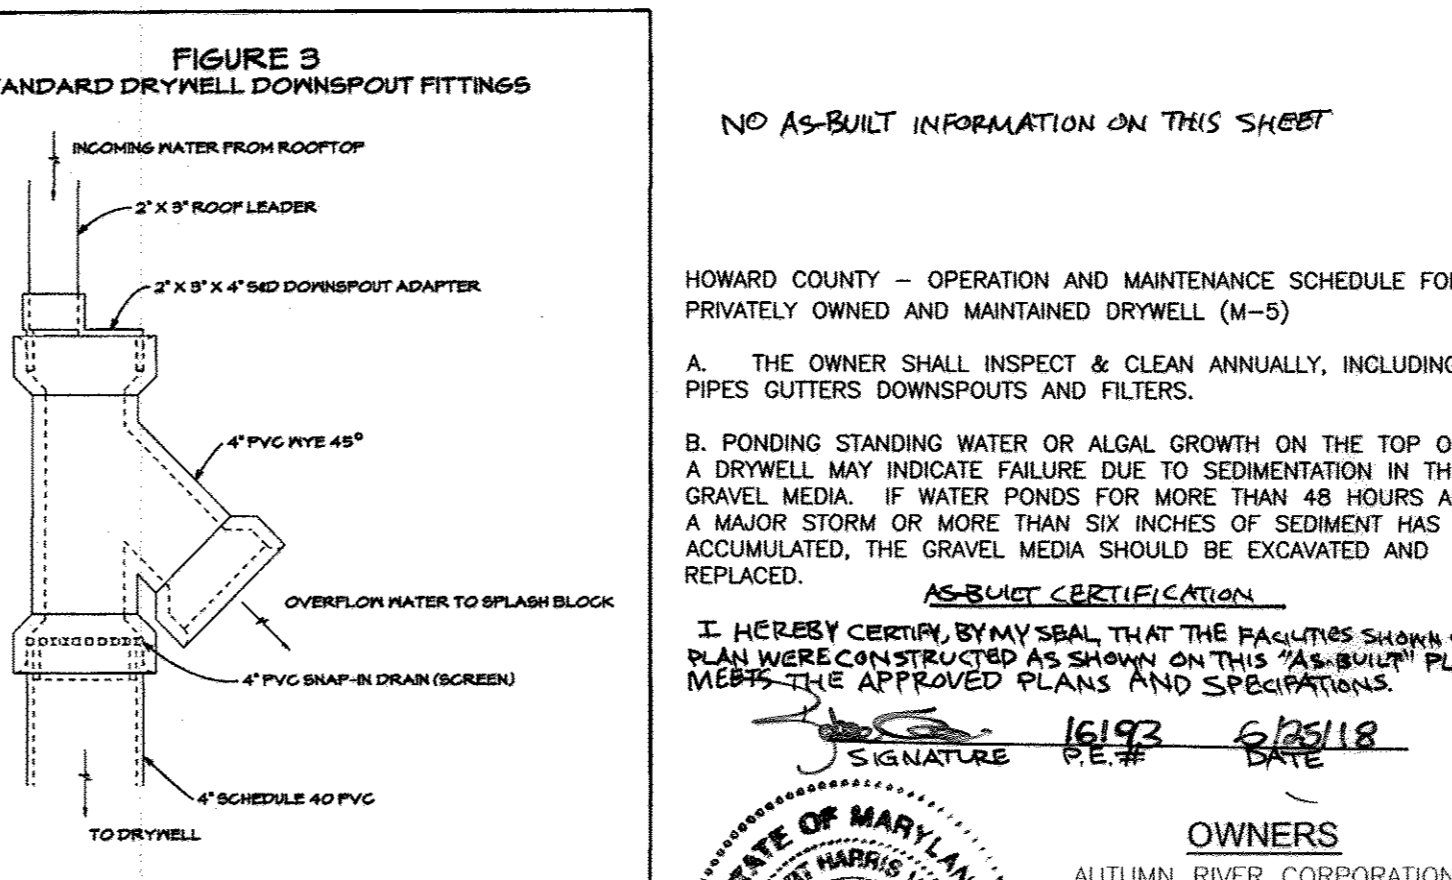 FIGURE 3
TANDARD DRYWELL DOWNSPOUT FITTINGS
INCOMING WATER FROM ROOFTOP
2" X 3" ROOF LEADER
2" X 3" X 4" S&D DOWNSPOUT ADAPTER
4" PVC WYE 45°
OVERFLOW WATER TO SPLASH BLOCK
4" PVC SNAP-IN DRAIN (SCREEN)
4" SCHEDULE 40 PVC
TO DRYWELL
NO AS-BUILT INFORMATION ON THIS SHEET
HOWARD COUNTY – OPERATION AND MAINTENANCE SCHEDULE FO
PRIVATELY OWNED AND MAINTAINED DRYWELL (M–5)
A. THE OWNER SHALL INSPECT & CLEAN ANNUALLY, INCLUDING
PIPES GUTTERS DOWNSPOUTS AND FILTERS.
B. PONDING STANDING WATER OR ALGAL GROWTH ON THE TOP O
A DRYWELL MAY INDICATE FAILURE DUE TO SEDIMENTATION IN TH
GRAVEL MEDIA. IF WATER PONDS FOR MORE THAN 48 HOURS A
A MAJOR STORM OR MORE THAN SIX INCHES OF SEDIMENT HAS
ACCUMULATED, THE GRAVEL MEDIA SHOULD BE EXCAVATED AND
REPLACED.
AS-BUILT CERTIFICATION
I HEREBY CERTIFY, BY MY SEAL, THAT THE FACILITIES SHOWN
PLAN WERE CONSTRUCTED AS SHOWN ON THIS "AS-BUILT" PL
MEETS THE APPROVED PLANS AND SPECIFATIONS.
16193 6/25/18
SIGNATURE P.E.# DATE
STATE OF MARYLAN
HARRIS
OWNERS
AUTUMN RIVER CORPORATION